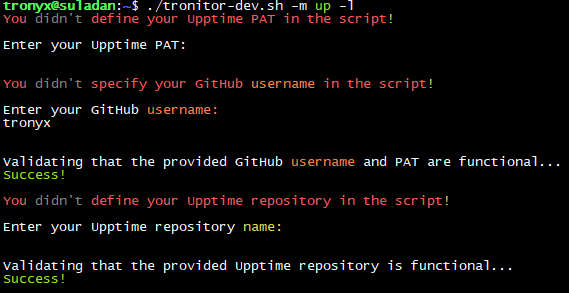 tronyx@suladan:~$ ./tronitor-dev.sh -m up -l
You didn't define your Upptime PAT in the script!
Enter your Upptime PAT:
You didn't specify your GitHub username in the script!
Enter your GitHub username:
tronyx
Validating that the provided GitHub username and PAT are functional...
Success!
You didn't define your Upptime repository in the script!
Enter your Upptime repository name:
Validating that the provided Upptime repository is functional...
Success!